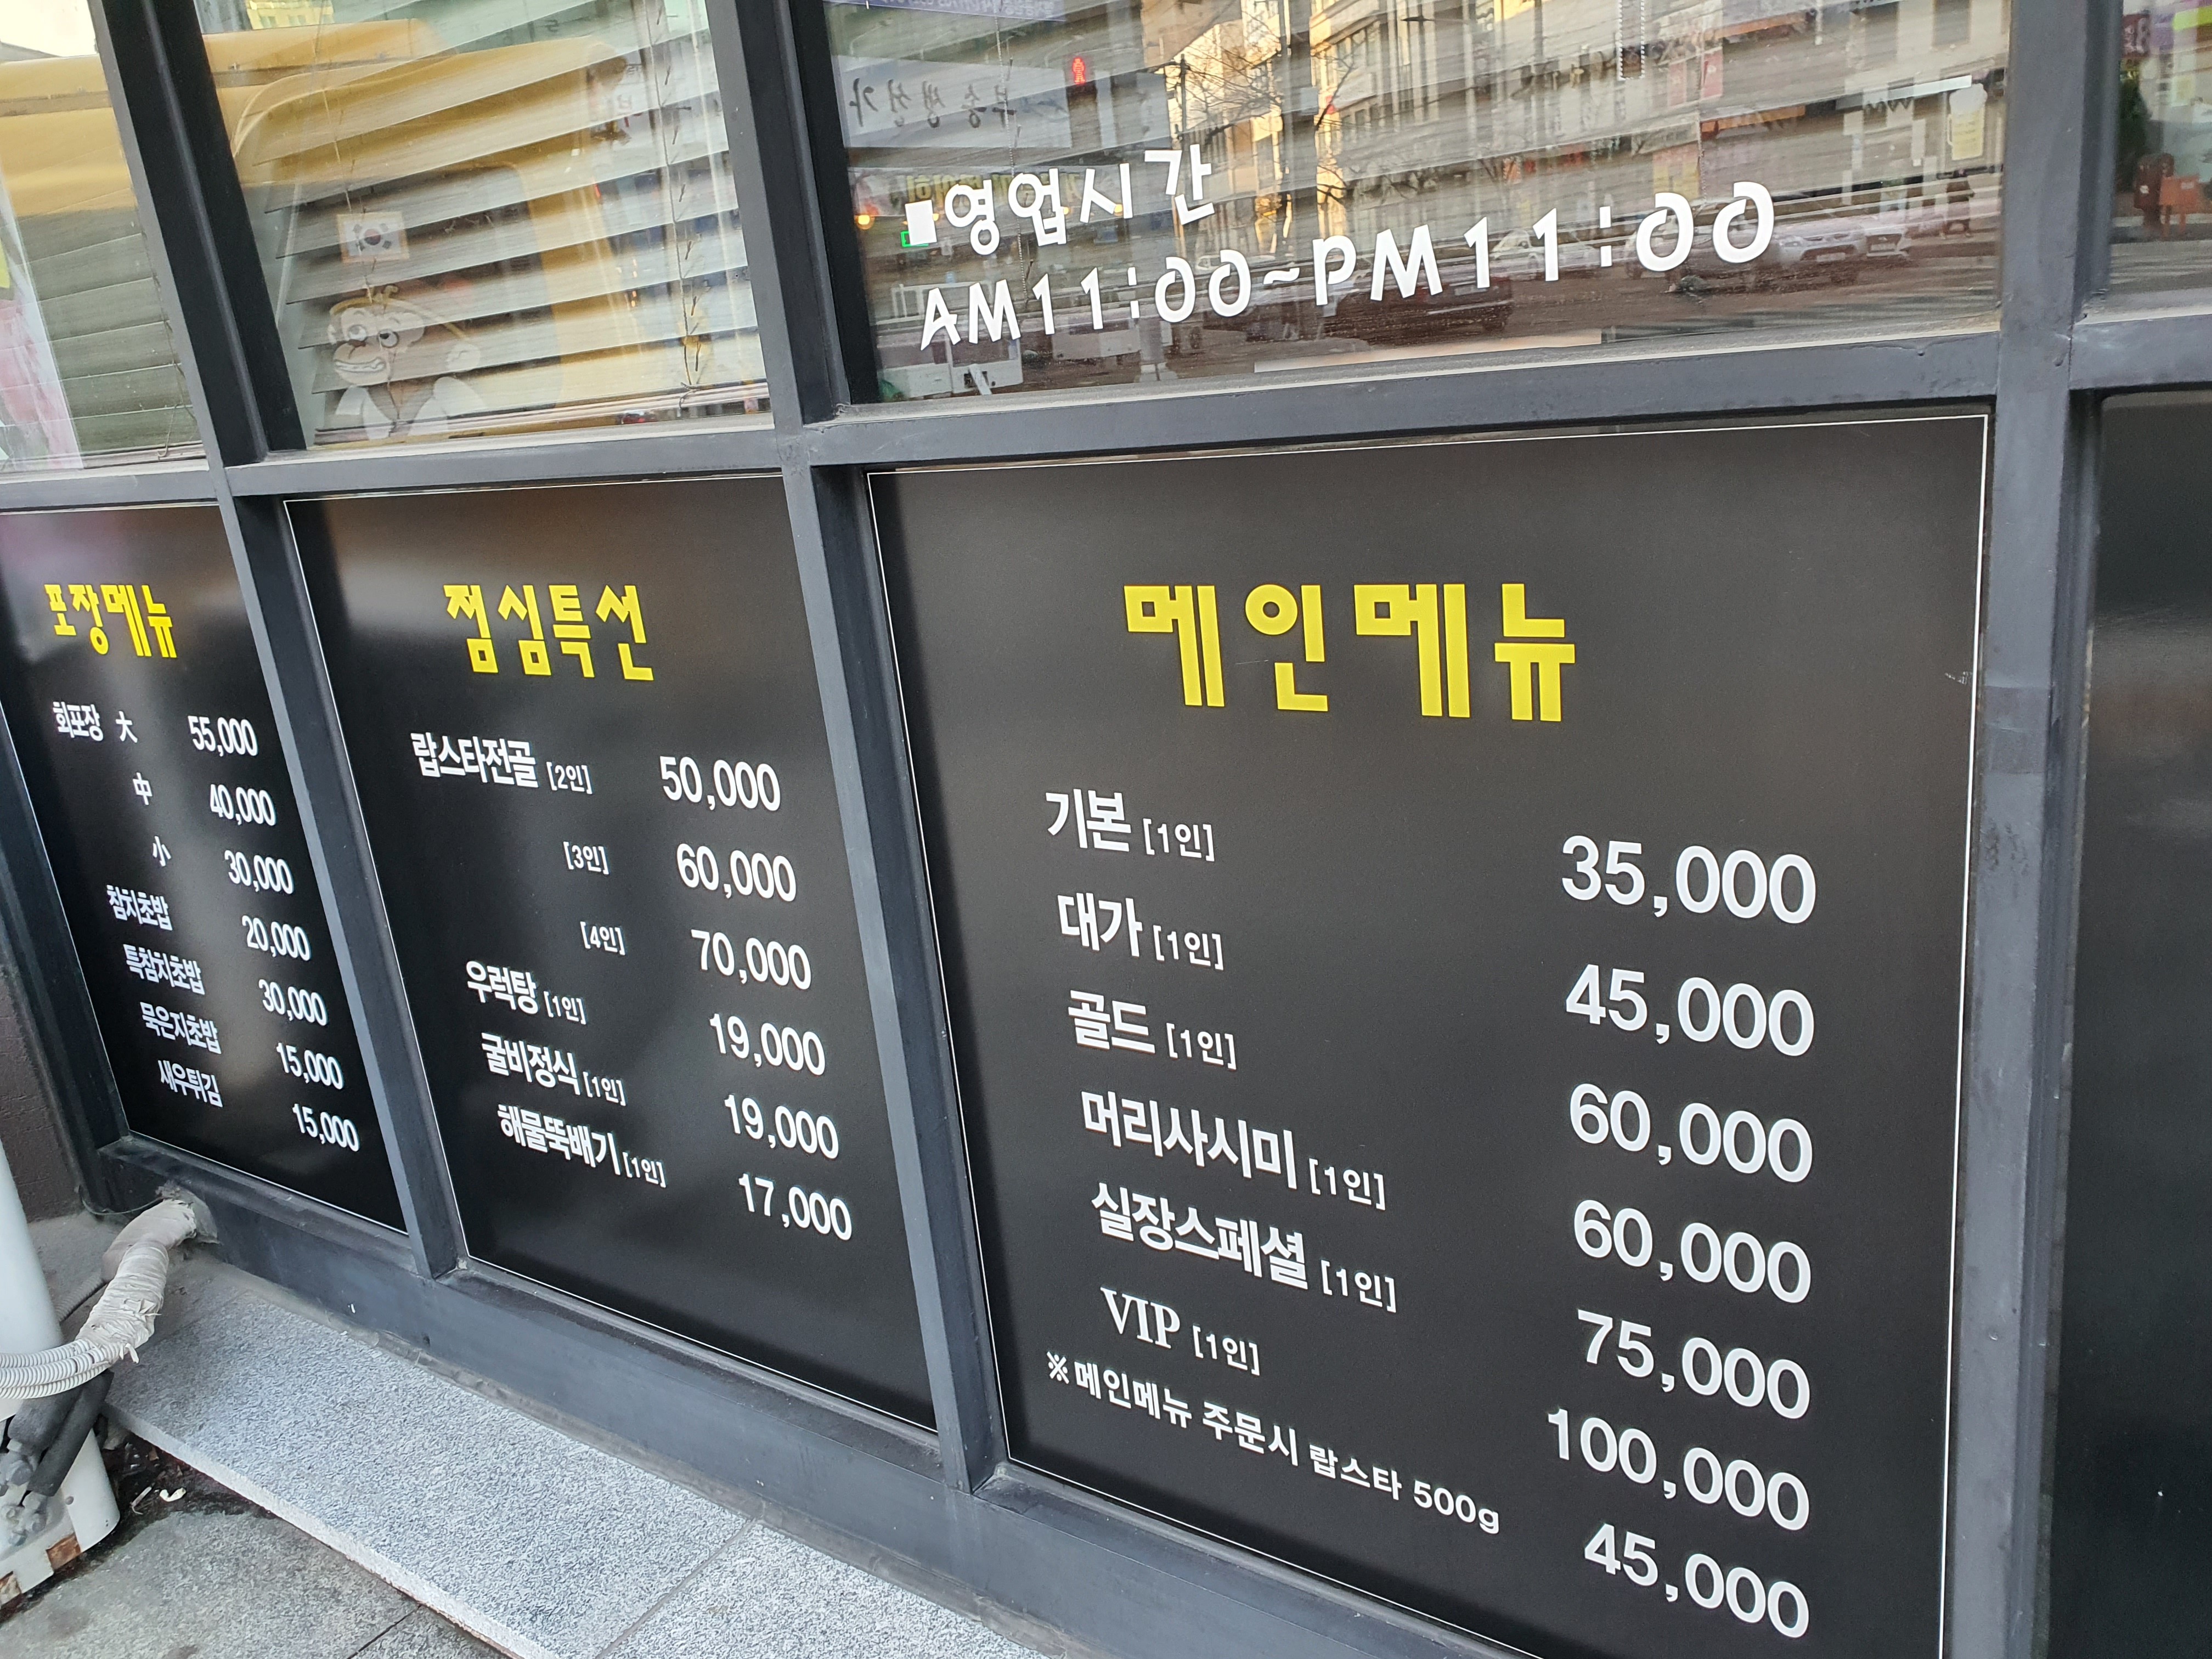 ■영업시간
AM11:00~PM11:00
포장메뉴
회포장 大 55,000
中 40,000
小 30,000
참치초밥 20,000
특참치초밥 30,000
묵은지초밥 15,000
새우튀김 15,000
점심특선
랍스타전골 [2인] 50,000
[3인] 60,000
[4인] 70,000
우럭탕 [1인] 19,000
굴비정식 [1인] 19,000
해물뚝배기 [1인] 17,000
메인메뉴
기본 [1인] 35,000
대가 [1인] 45,000
골드 [1인] 60,000
머리사시미 [1인] 60,000
실장스페셜 [1인] 75,000
VIP [1인] 100,000
※메인메뉴 주문시 랍스타 500g 45,000